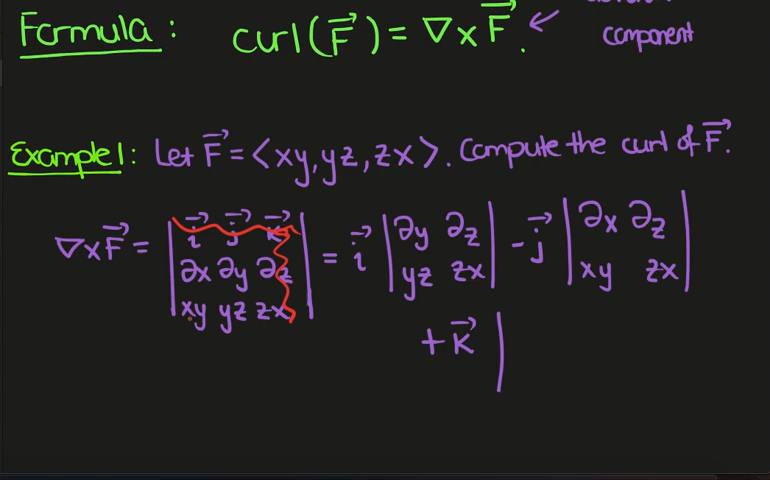 Formula: curl(F⃗) = ∇×F⃗. ←
component
Example 1: Let F⃗ = ⟨xy, yz, zx⟩. Compute the curl of F⃗.
∇×F⃗ = | i⃗ j⃗ k⃗ | = i⃗ | ∂y ∂z | - j⃗ | ∂x ∂z |
∂x ∂y ∂z | yz zx | | xy zx |
xy yz zx
+ k⃗ |